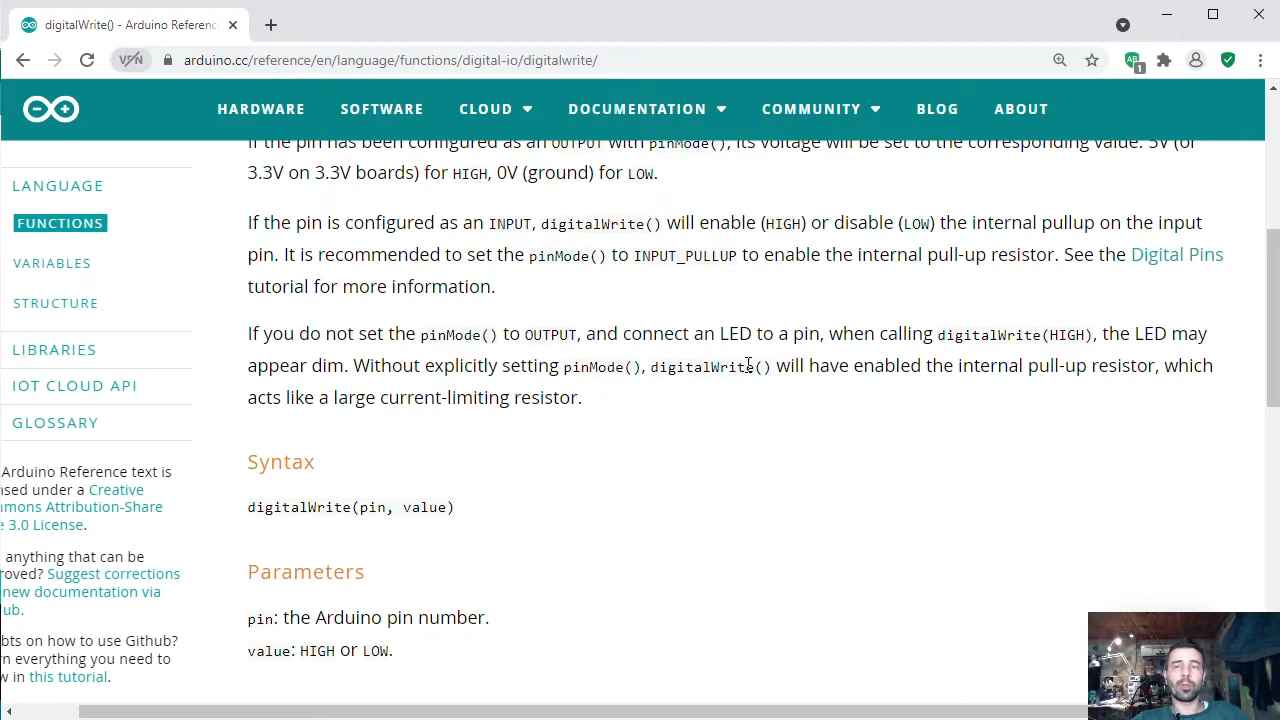 digitalWrite() - Arduino Referenc
VPN
arduino.cc/reference/en/language/functions/digital-io/digitalwrite/
1
HARDWARE SOFTWARE CLOUD DOCUMENTATION COMMUNITY BLOG ABOUT
LANGUAGE
FUNCTIONS
VARIABLES
STRUCTURE
LIBRARIES
IOT CLOUD API
GLOSSARY
Arduino Reference text is
nsed under a Creative
mmons Attribution-Share
e 3.0 License.
anything that can be
roved? Suggest corrections
new documentation via
ub.
bts on how to use Github?
n everything you need to
w in this tutorial.
If the pin has been configured as an OUTPUT with pinMode(), its voltage will be set to the corresponding value: 5V (or
3.3V on 3.3V boards) for HIGH, 0V (ground) for LOW.
If the pin is configured as an INPUT, digitalWrite() will enable (HIGH) or disable (LOW) the internal pullup on the input
pin. It is recommended to set the pinMode() to INPUT_PULLUP to enable the internal pull-up resistor. See the Digital Pins
tutorial for more information.
If you do not set the pinMode() to OUTPUT, and connect an LED to a pin, when calling digitalWrite(HIGH), the LED may
appear dim. Without explicitly setting pinMode(), digitalWrite() will have enabled the internal pull-up resistor, which
acts like a large current-limiting resistor.
Syntax
digitalWrite(pin, value)
Parameters
pin: the Arduino pin number.
value: HIGH or LOW.